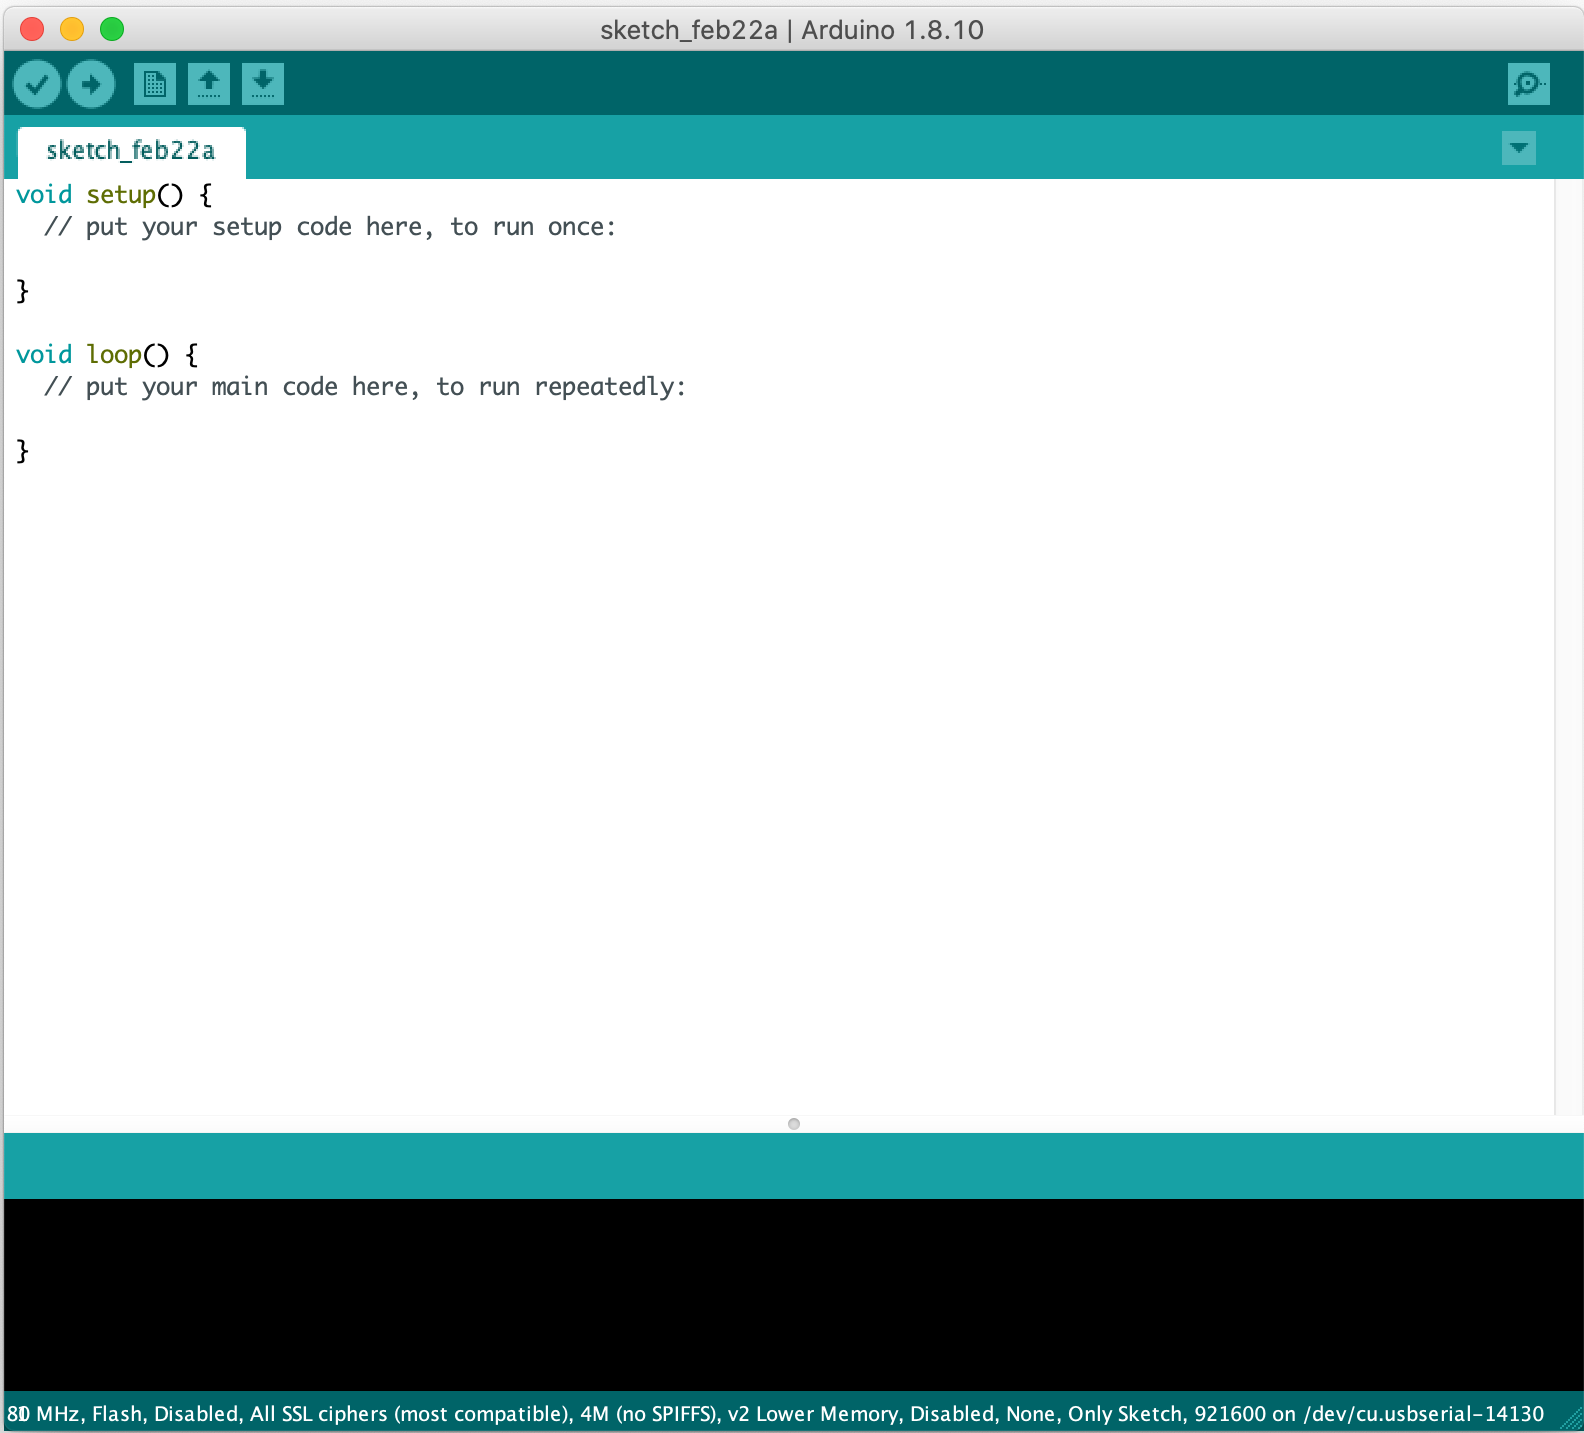 sketch_feb22a | Arduino 1.8.10
sketch_feb22a
void setup() {
  // put your setup code here, to run once:
}
void loop() {
  // put your main code here, to run repeatedly:
}
80 MHz, Flash, Disabled, All SSL ciphers (most compatible), 4M (no SPIFFS), v2 Lower Memory, Disabled, None, Only Sketch, 921600 on /dev/cu.usbserial-14130